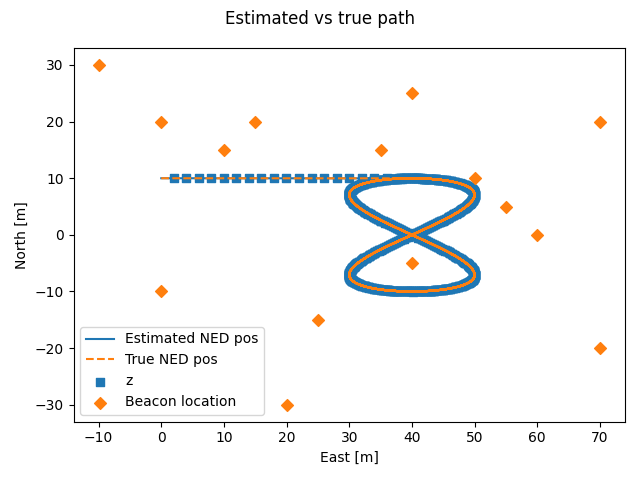 Estimated vs true path
30
20
10
0
−10
−20
−30
North [m]
Estimated NED pos
True NED pos
z
Beacon location
−10
0
10
20
30
40
50
60
70
East [m]